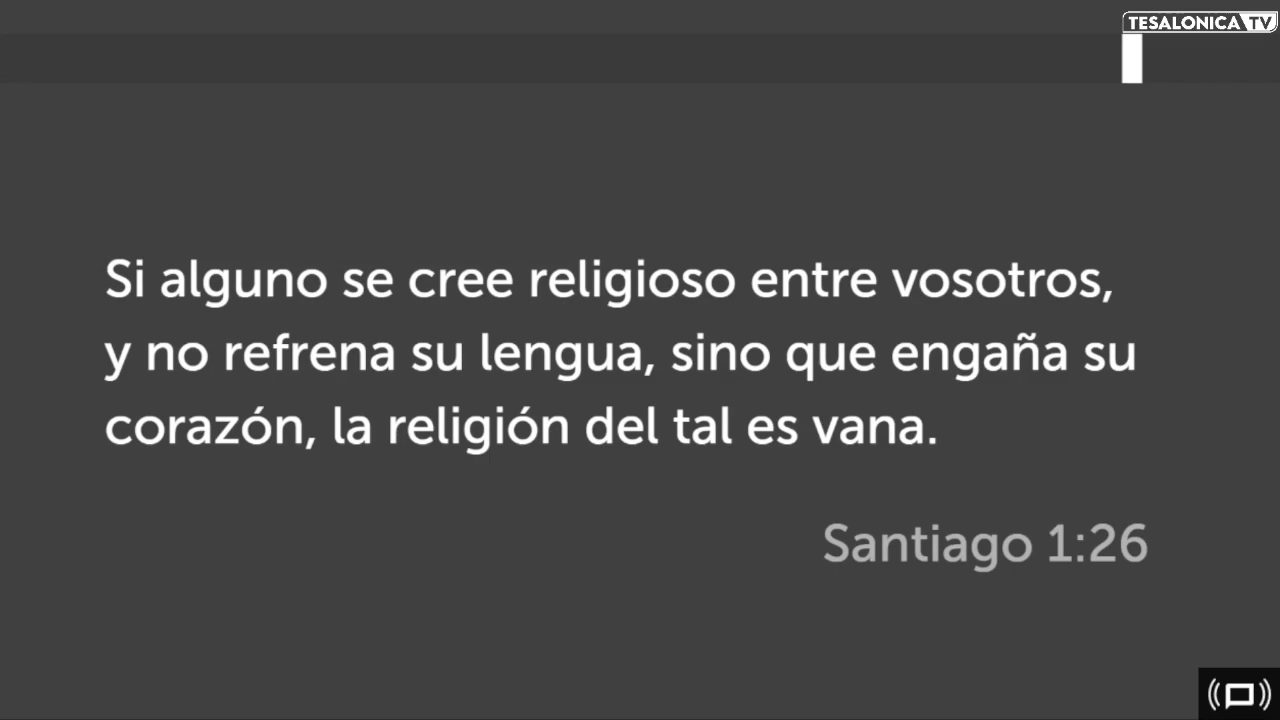 TESALONICA TV
Si alguno se cree religioso entre vosotros,
y no refrena su lengua, sino que engaña su
corazón, la religión del tal es vana.
Santiago 1:26